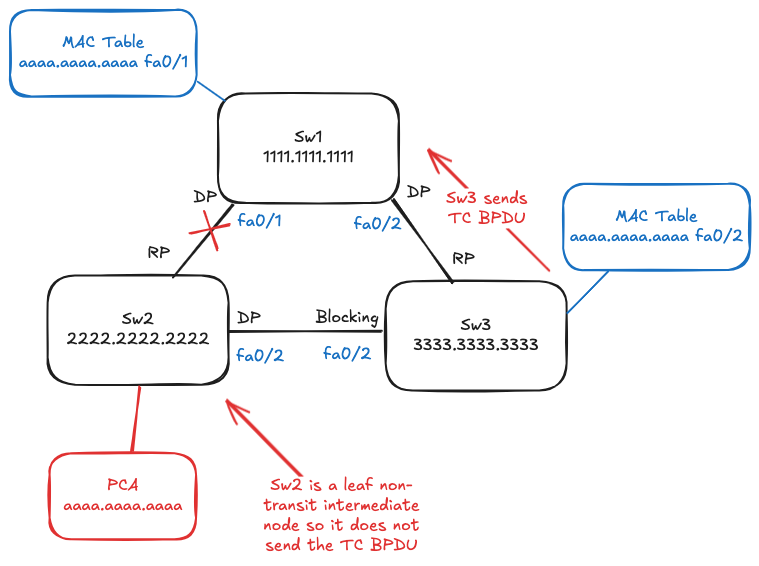 MAC Table
aaaa.aaaa.aaaa fa0/1
Sw1
1111.1111.1111
DP
fa0/1
DP
fa0/2
Sw3 sends
TC BPDU
MAC Table
aaaa.aaaa.aaaa fa0/2
RP
RP
Sw2
2222.2222.2222
DP
fa0/2
Blocking
fa0/2
Sw3
3333.3333.3333
PCA
aaaa.aaaa.aaaa
Sw2 is a leaf non-
transit intermediate
node so it does not
send the TC BPDU